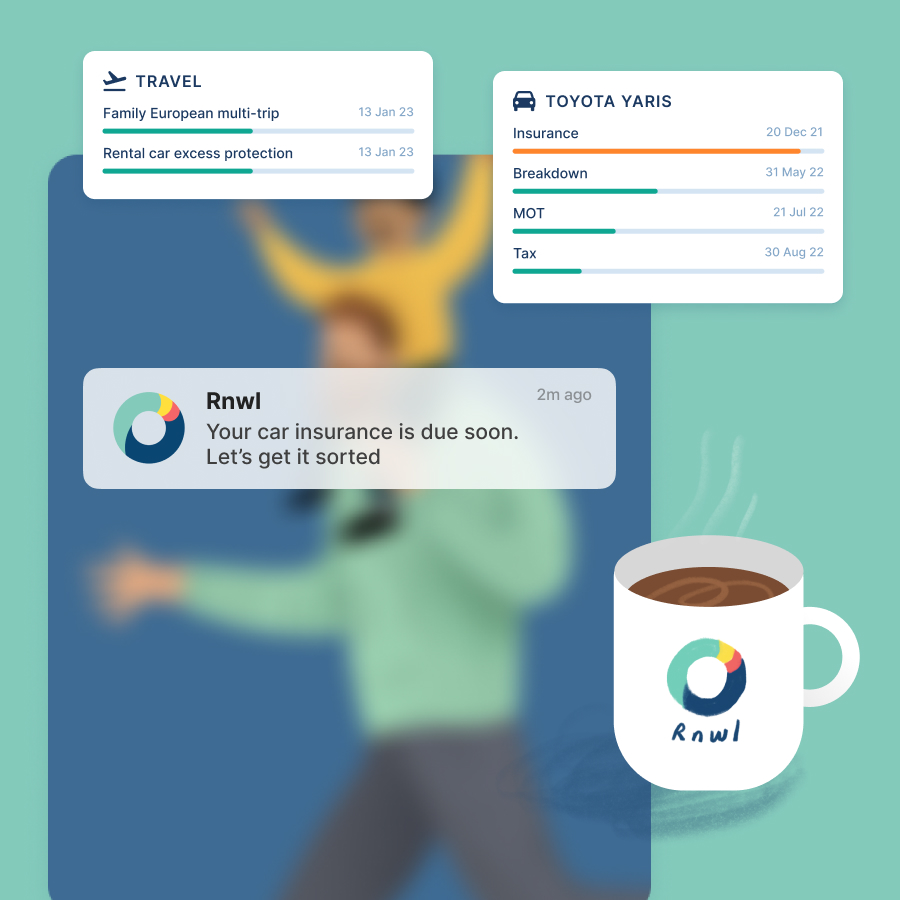 TRAVEL
Family European multi-trip 13 Jan 23
Rental car excess protection 13 Jan 23
TOYOTA YARIS
Insurance 20 Dec 21
Breakdown 31 May 22
MOT 21 Jul 22
Tax 30 Aug 22
Rnwl 2m ago
Your car insurance is due soon.
Let’s get it sorted
Rnwl